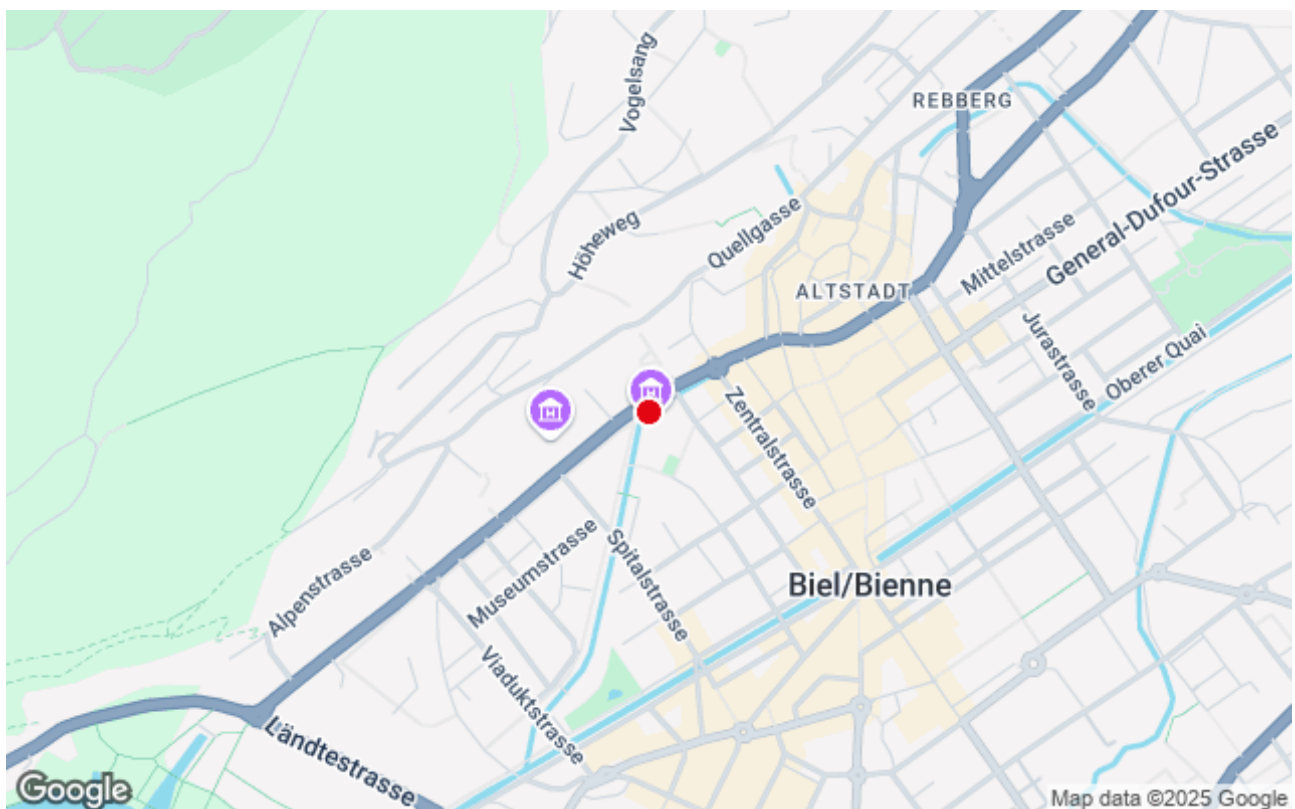 Vogelsang
REBBERG
Höheweg
Quellgasse
General-Dufour-Strasse
Mittelstrasse
ALTSTADT
Jurastrasse
Oberer Quai
Zentralstrasse
Museumstrasse
Spitalstrasse
Alpenstrasse
Biel/Bienne
Viaduktstrasse
Ländtestrasse
Google
Map data ©2025 Google